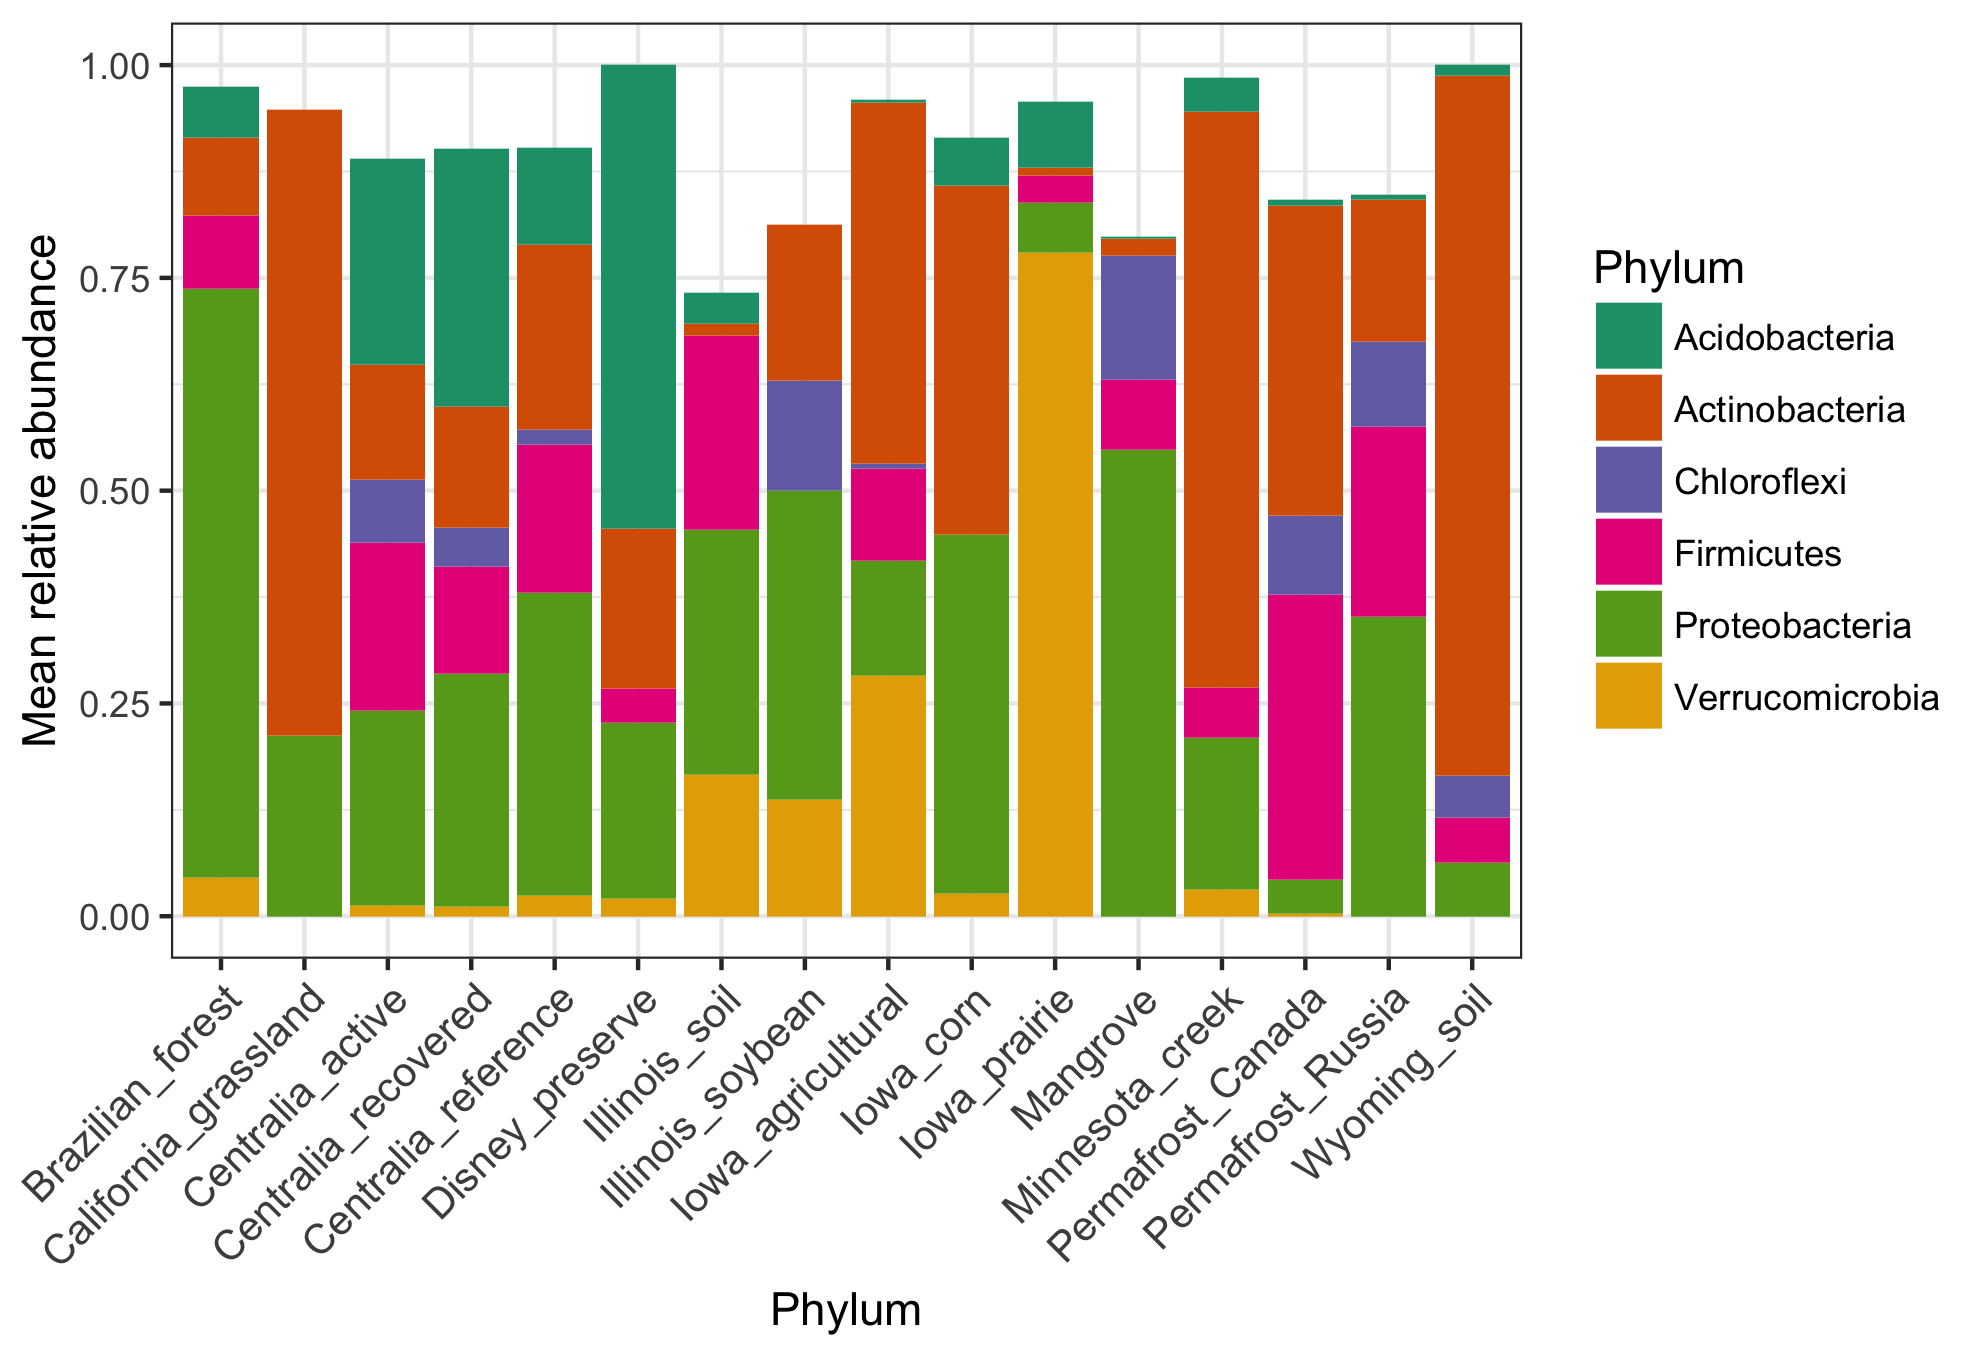 Mean relative abundance
1.00
0.75
0.50
0.25
0.00
Brazilian_forest
California_grassland
Centralia_active
Centralia_recovered
Centralia_reference
Disney_preserve
Illinois_soil
Illinois_soybean
Iowa_agricultural
Iowa_corn
Iowa_prairie
Mangrove
Minnesota_creek
Permafrost_Canada
Permafrost_Russia
Wyoming_soil
Phylum
Phylum
Acidobacteria
Actinobacteria
Chloroflexi
Firmicutes
Proteobacteria
Verrucomicrobia